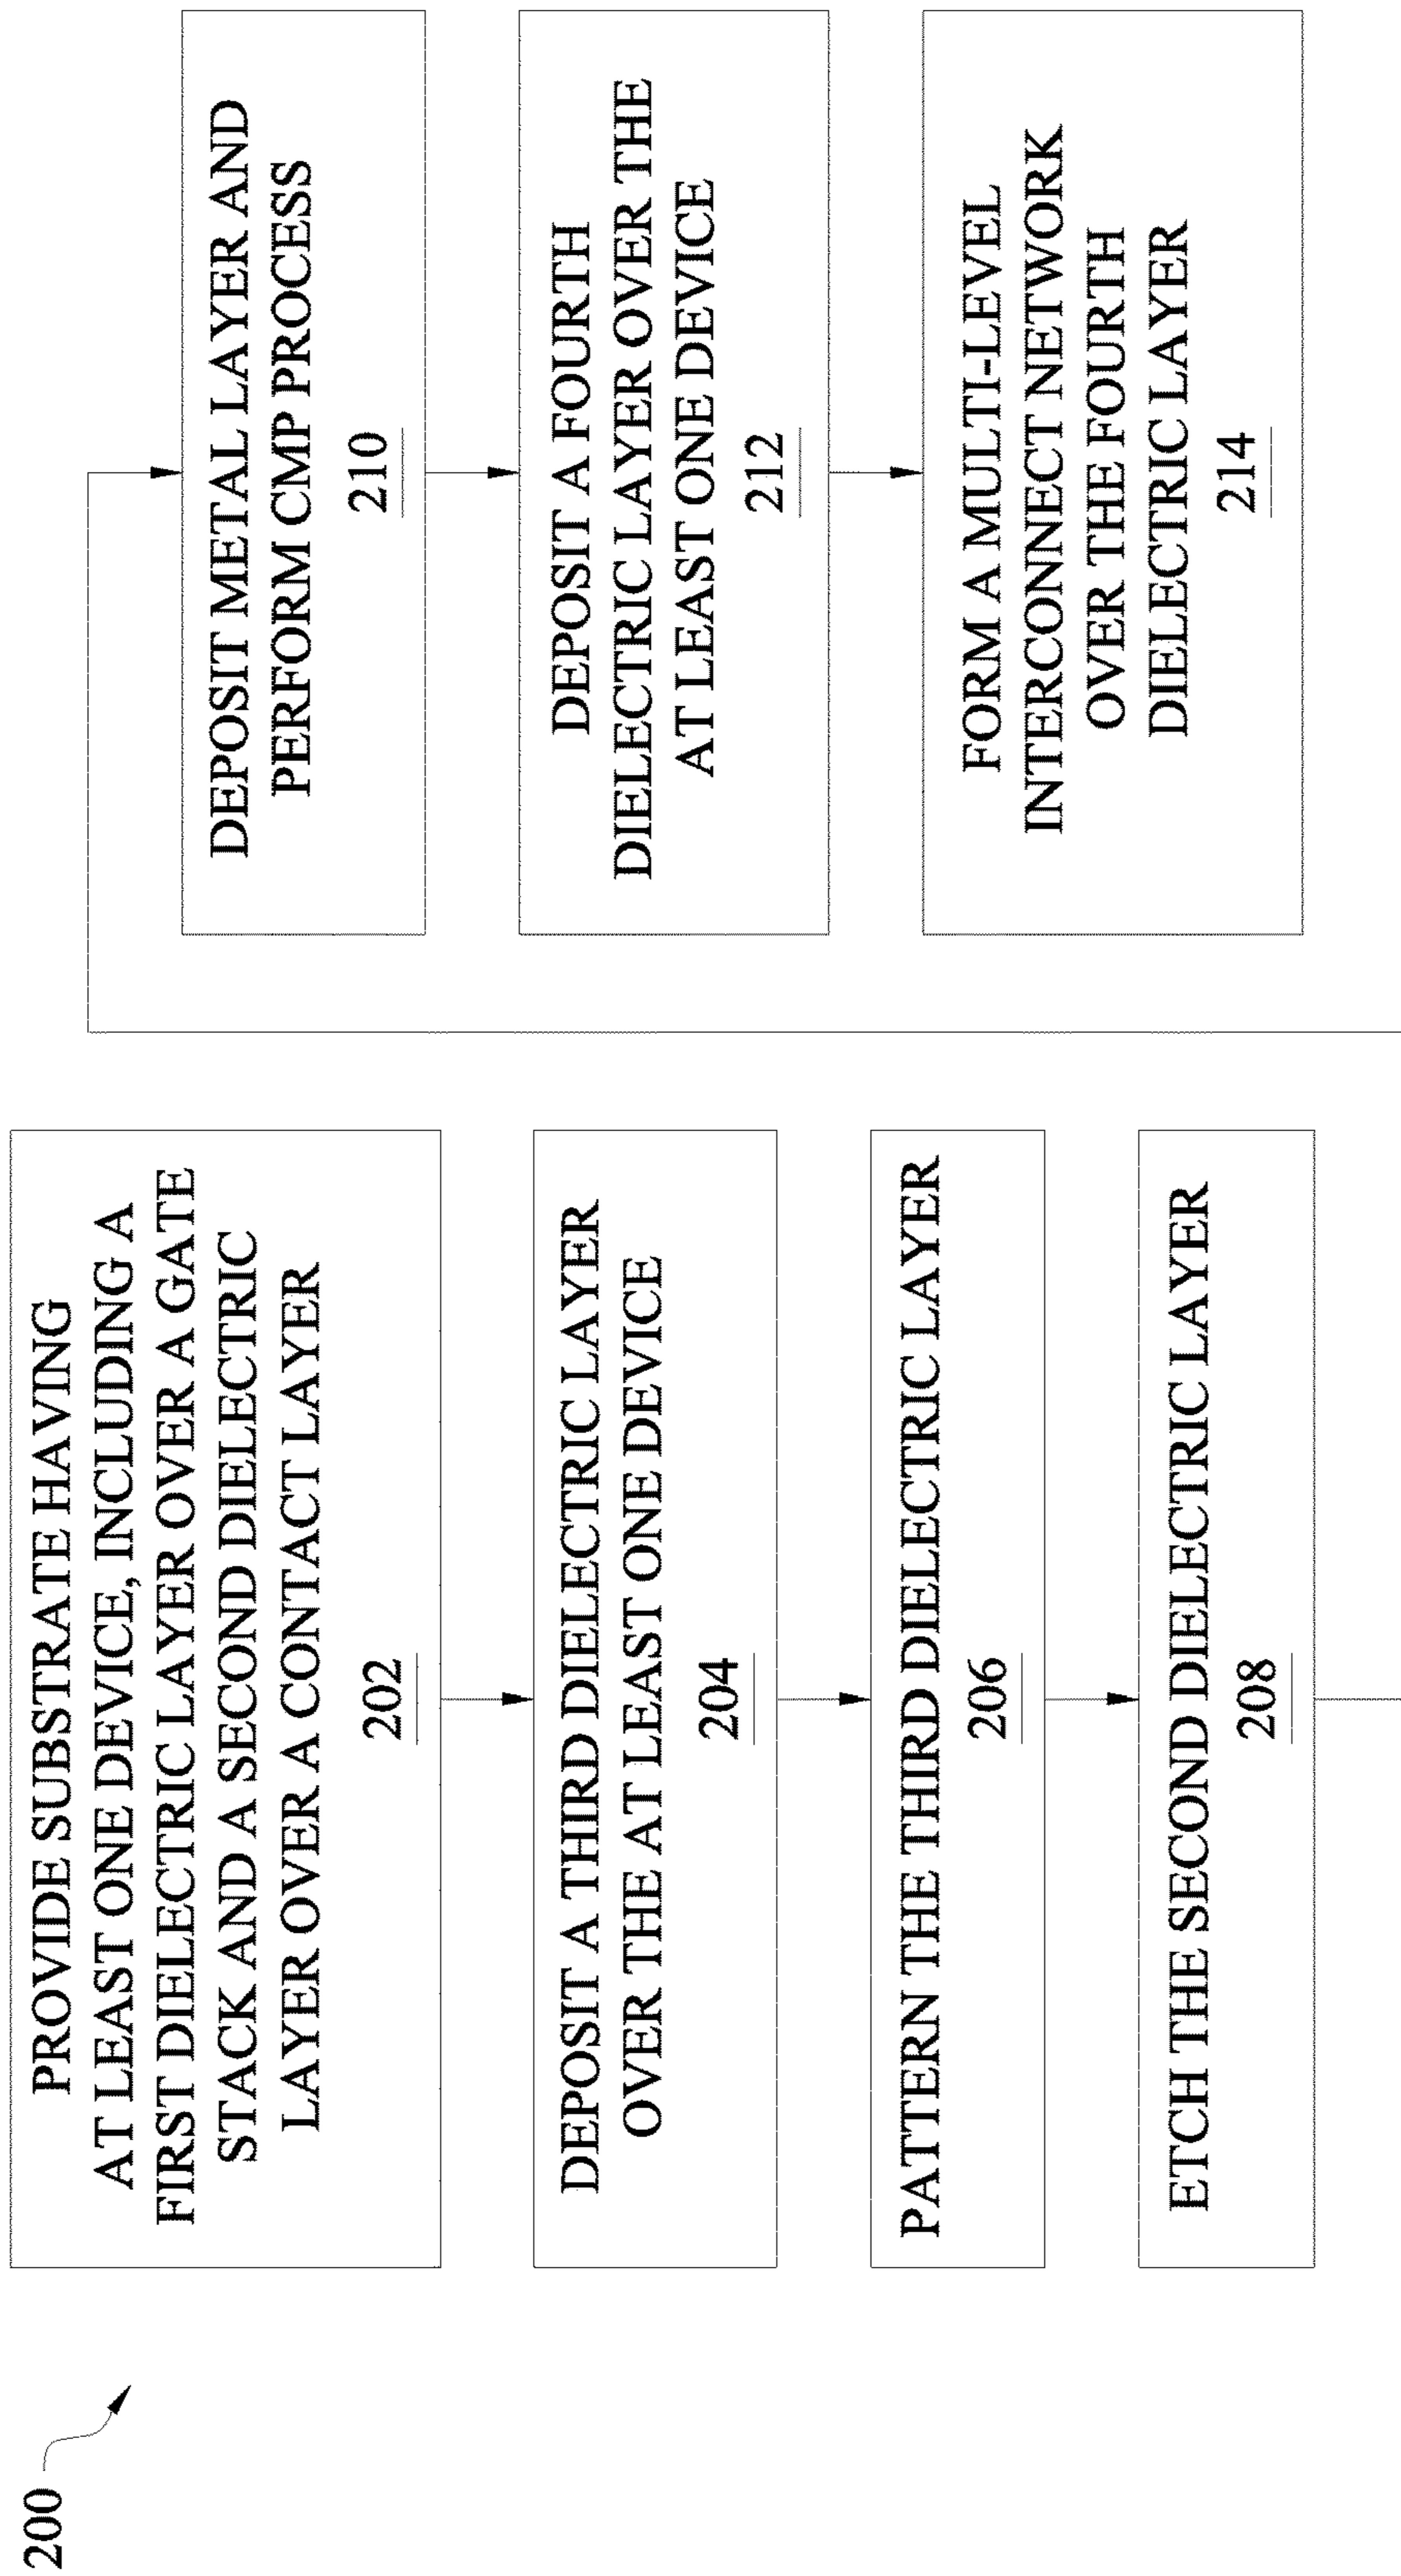 200
PROVIDE SUBSTRATE HAVING
AT LEAST ONE DEVICE, INCLUDING A
FIRST DIELECTRIC LAYER OVER A GATE
STACK AND A SECOND DIELECTRIC
LAYER OVER A CONTACT LAYER
202
DEPOSIT A THIRD DIELECTRIC LAYER
OVER THE AT LEAST ONE DEVICE
204
PATTERN THE THIRD DIELECTRIC LAYER
206
ETCH THE SECOND DIELECTRIC LAYER
208
DEPOSIT METAL LAYER AND
PERFORM CMP PROCESS
210
DEPOSIT A FOURTH
DIELECTRIC LAYER OVER THE
AT LEAST ONE DEVICE
212
FORM A MULTI-LEVEL
INTERCONNECT NETWORK
OVER THE FOURTH
DIELECTRIC LAYER
214